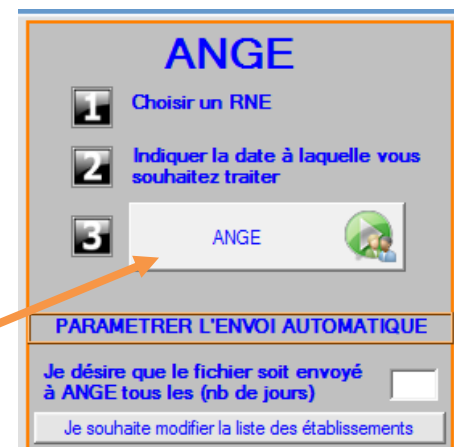 ANGE
1 Choisir un RNE
2 Indiquer la date à laquelle vous
souhaitez traiter
3 ANGE
PARAMETRER L'ENVOI AUTOMATIQUE
Je désire que le fichier soit envoyé
à ANGE tous les (nb de jours)
Je souhaite modifier la liste des établissements